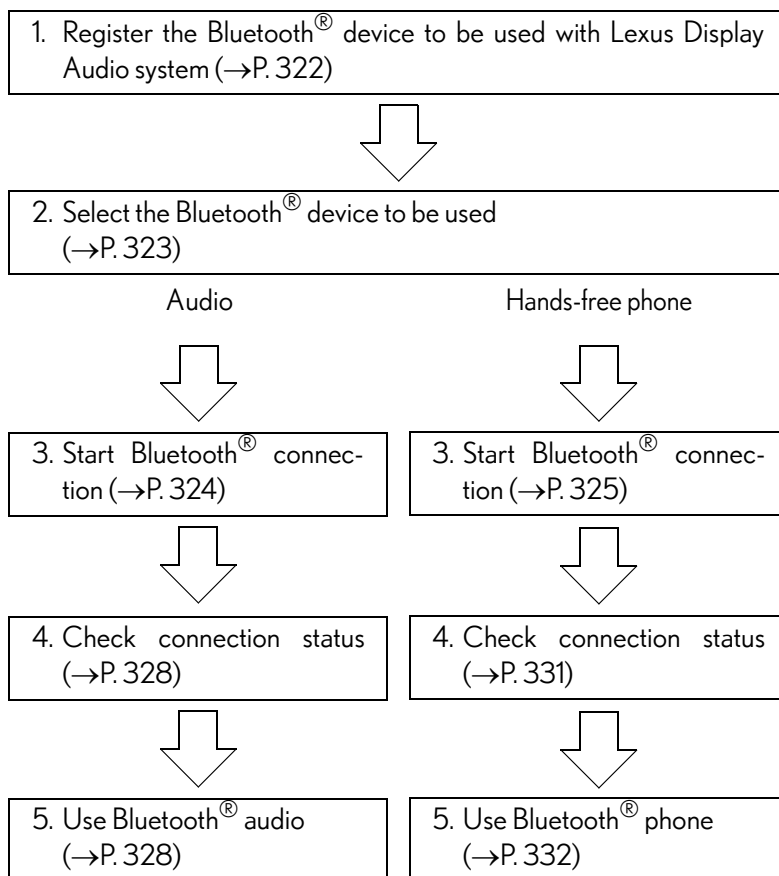 1. Register the Bluetooth® device to be used with Lexus Display
Audio system (→P. 322)
2. Select the Bluetooth® device to be used
(→P. 323)
Audio
Hands-free phone
3. Start Bluetooth® connec-
tion (→P. 324)
3. Start Bluetooth® connec-
tion (→P. 325)
4. Check connection status
(→P. 328)
4. Check connection status
(→P. 331)
5. Use Bluetooth® audio
(→P. 328)
5. Use Bluetooth® phone
(→P. 332)